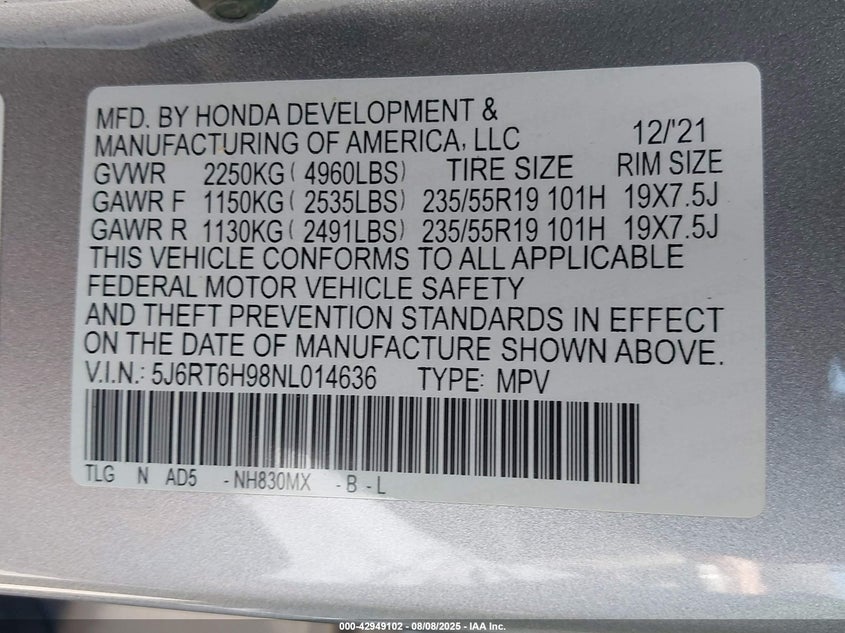 MFD. BY HONDA DEVELOPMENT &
MANUFACTURING OF AMERICA, LLC 12/'21
GVWR 2250KG ( 4960LBS) TIRE SIZE RIM SIZE
GAWR F 1150KG ( 2535LBS) 235/55R19 101H 19X7.5J
GAWR R 1130KG ( 2491LBS) 235/55R19 101H 19X7.5J
THIS VEHICLE CONFORMS TO ALL APPLICABLE
FEDERAL MOTOR VEHICLE SAFETY
AND THEFT PREVENTION STANDARDS IN EFFECT
ON THE DATE OF MANUFACTURE SHOWN ABOVE.
V.I.N.: 5J6RT6H98NL014636 TYPE: MPV
TLG N AD5 -NH830MX -B -L
000-42949102 - 08/08/2025 - IAA Inc.